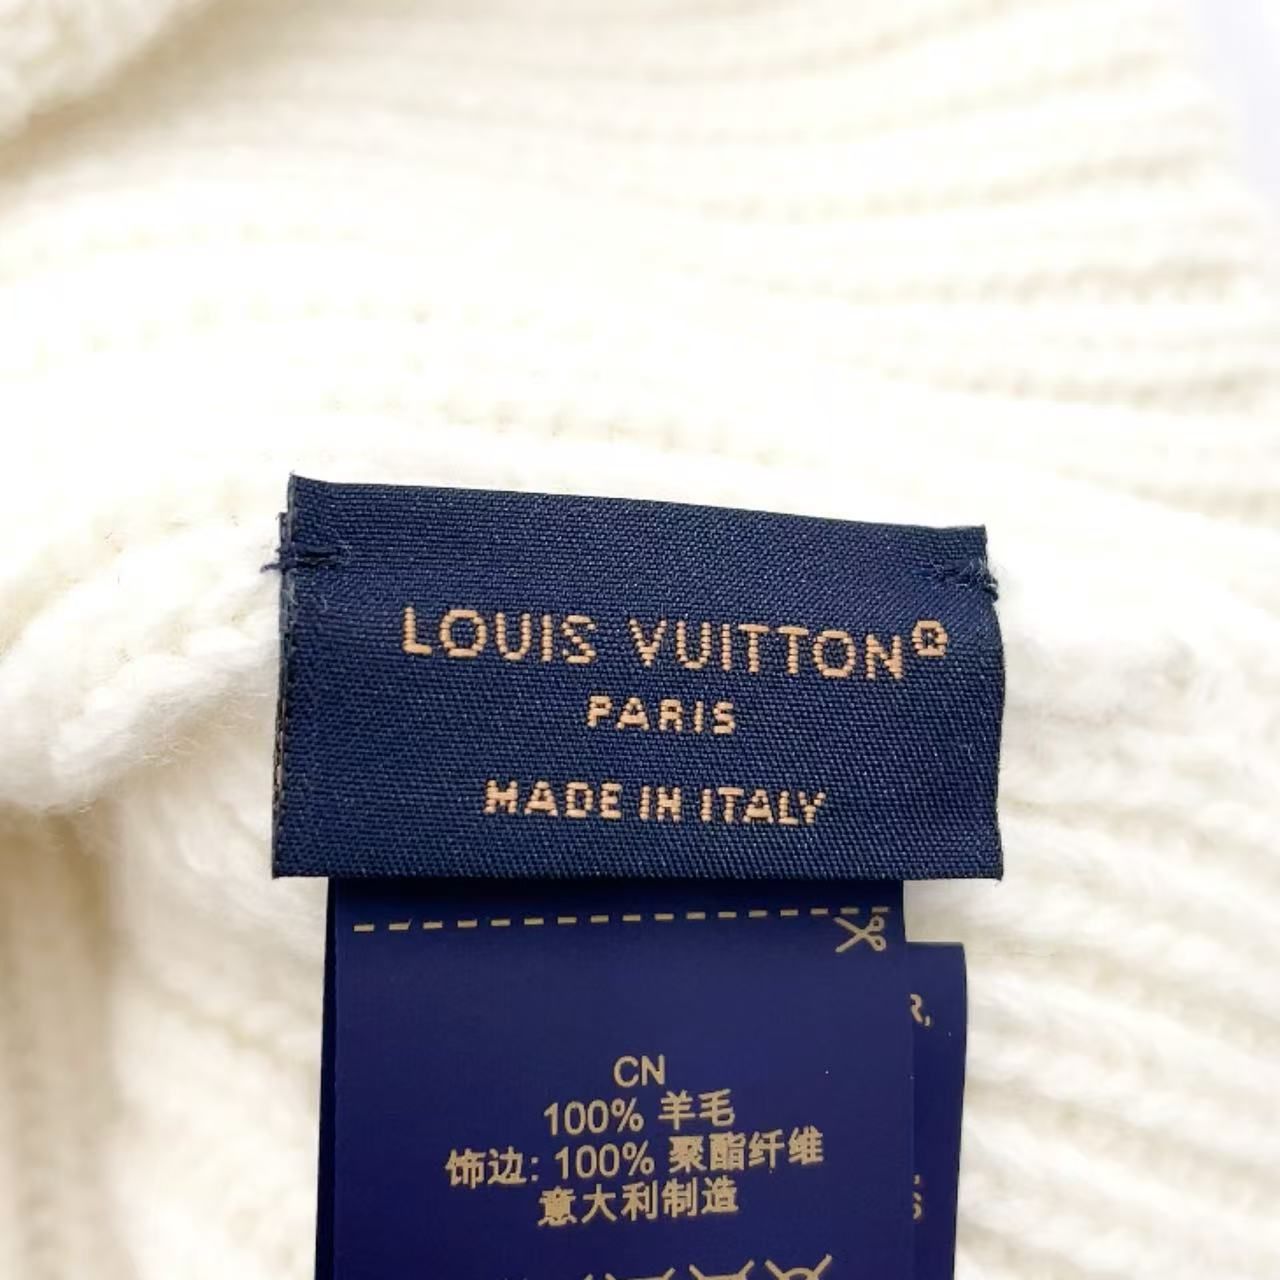 LOUIS VUITTON®
PARIS
MADE IN ITALY
CN
100% 羊毛
饰边: 100% 聚酯纤维
意大利制造